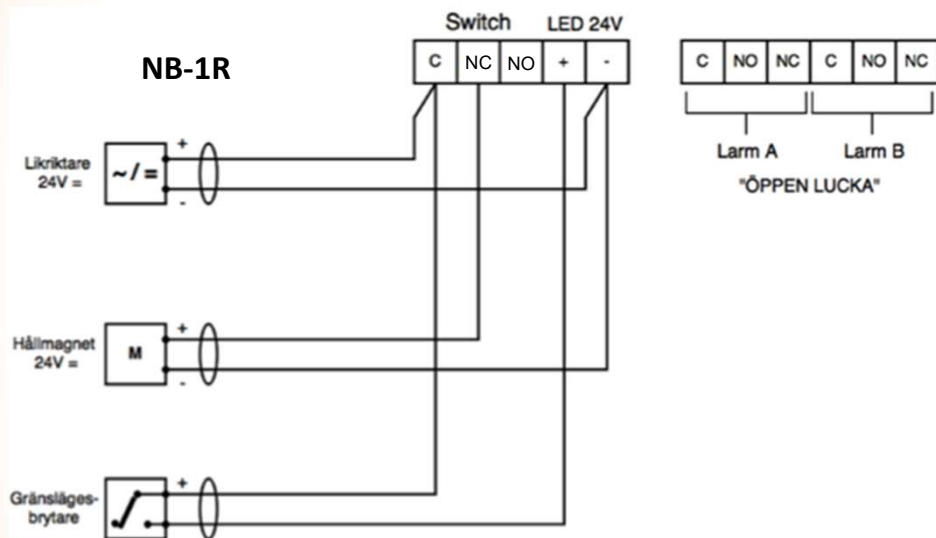 Switch LED 24V
NB-1R
C NC NO + -
C NO NC C NO NC
Larm A Larm B
"ÖPPEN LUCKA"
Likriktare
24V =
+
~/=
-
Hållmagnet
24V =
+
M
-
Gränsläges-
brytare
+
-